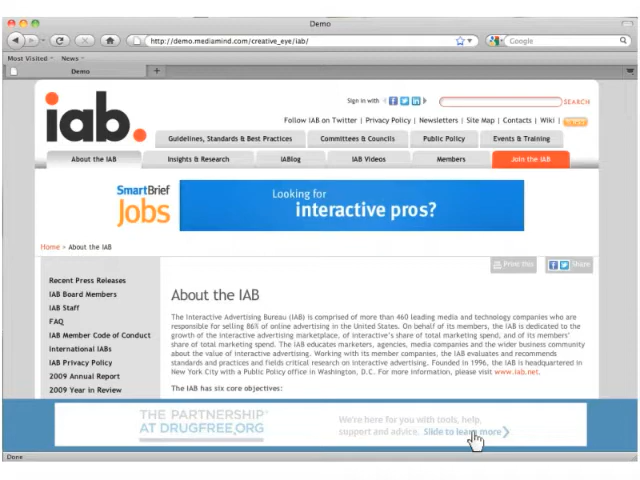 Demo
http://demo.mediamind.com/creative_eye/iab/
Google
Most Visited
News
Demo
iab.
Sign in with
SEARCH
Follow IAB on Twitter | Privacy Policy | Newsletters | Site Map | Contacts | Wiki |
Guidelines, Standards & Best Practices
Committees & Councils
Public Policy
Events & Training
About the IAB
Insights & Research
IABlog
IAB Videos
Members
Join the IAB
SmartBrief
Jobs
Looking for
interactive pros?
Home > About the IAB
Print this
Share
Recent Press Releases
IAB Board Members
IAB Staff
FAQ
IAB Member Code of Conduct
International IABs
IAB Privacy Policy
2009 Annual Report
2009 Year in Review
About the IAB
The Interactive Advertising Bureau (IAB) is comprised of more than 460 leading media and technology companies who are
responsible for selling 86% of online advertising in the United States. On behalf of its members, the IAB is dedicated to the
growth of the interactive advertising marketplace, of interactive's share of total marketing spend, and of its members'
share of total marketing spend. The IAB educates marketers, agencies, media companies and the wider business community
about the value of interactive advertising. Working with its member companies, the IAB evaluates and recommends
standards and practices and fields critical research on interactive advertising. Founded in 1996, the IAB is headquartered in
New York City with a Public Policy office in Washington, D.C. For more information, please visit www.iab.net.
The IAB has six core objectives:
THE PARTNERSHIP®
AT DRUGFREE.ORG
We're here for you with tools, help,
support and advice. Slide to learn more
Done